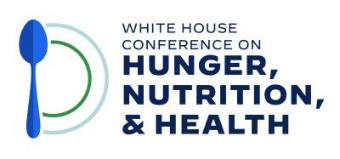 WHITE HOUSE
CONFERENCE ON
HUNGER,
NUTRITION,
& HEALTH